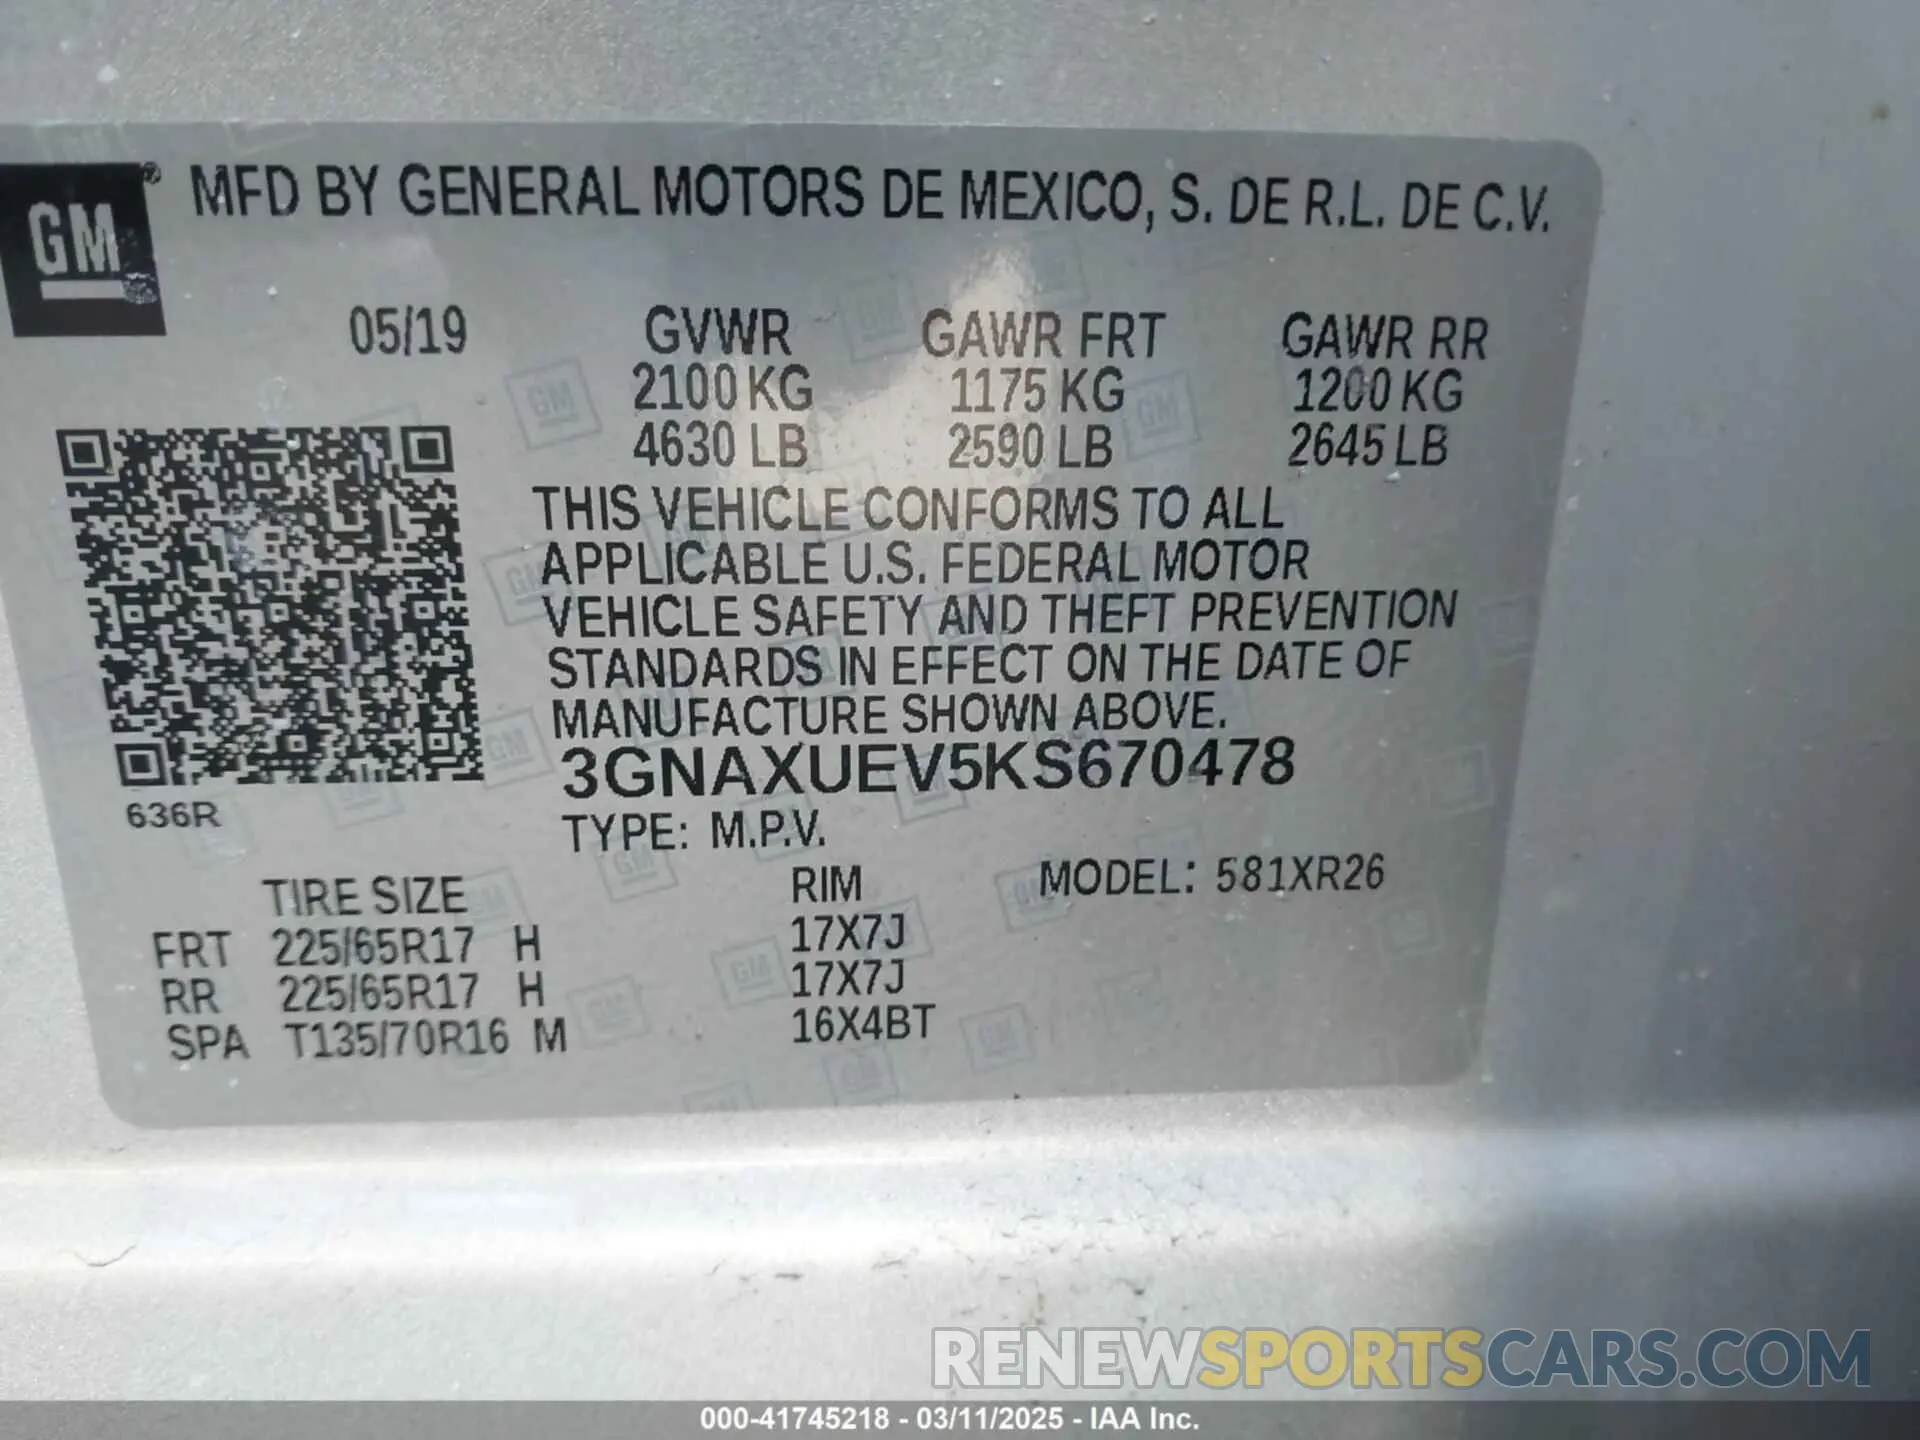 GM
MFD BY GENERAL MOTORS DE MEXICO, S. DE R.L. DE C.V.
05/19 GVWR GAWR FRT GAWR RR
2100 KG 1175 KG 1200 KG
4630 LB 2590 LB 2645 LB
THIS VEHICLE CONFORMS TO ALL
APPLICABLE U.S. FEDERAL MOTOR
VEHICLE SAFETY AND THEFT PREVENTION
STANDARDS IN EFFECT ON THE DATE OF
MANUFACTURE SHOWN ABOVE.
3GNAXUEV5KS670478
636R
TYPE: M.P.V.
TIRE SIZE RIM MODEL: 581XR26
FRT 225/65R17 H 17X7J
RR 225/65R17 H 17X7J
SPA T135/70R16 M 16X4BT
RENEWSPORTSCARS.COM
000-41745218 - 03/11/2025 - IAA Inc.